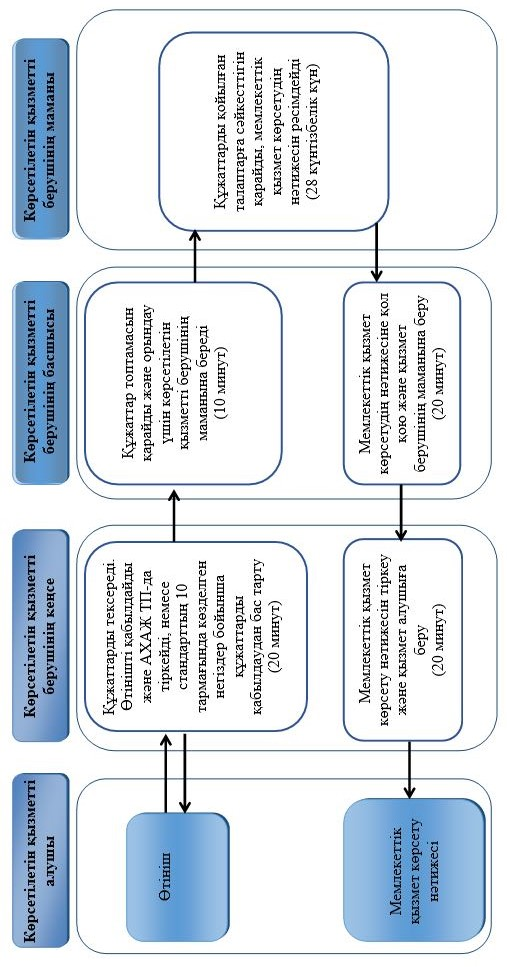 Көрсетілетін қызметті
алушы
Көрсетілетін қызметті
берушінің кеңсе
Көрсетілетін қызметті
берушінің басшысы
Көрсетілетін қызметті
берушінің маманы
Өтініш
Құжаттарды тексереді.
Өтінішті қабылдайды
және АХАЖ ТП-да
тіркейді, немесе
стандарттың 10
тармағында көзделген
негіздер бойынша
құжаттарды
қабылдаудан бас тарту
(20 минут)
Құжаттар топтамасын
қарайды және орындау
үшін көрсетілетін
қызметті берушінің
маманына береді
(10 минут)
Құжаттарды қойылған
талаптарға сәйкесттігін
қарайды, мемлекеттік
қызмет көрсетудің
нәтижесін рәсімдейді
(28 күнтізбелік күн)
Мемлекеттік қызмет
көрсетудің нәтижесіне қол
қою және қызмет
берушінің маманына беру
(20 минут)
Мемлекеттік қызмет
көрсету нәтижесін тіркеу
және қызмет алушыға
беру
(20 минут)
Мемлекеттік
қызмет көрсету
нәтижесі